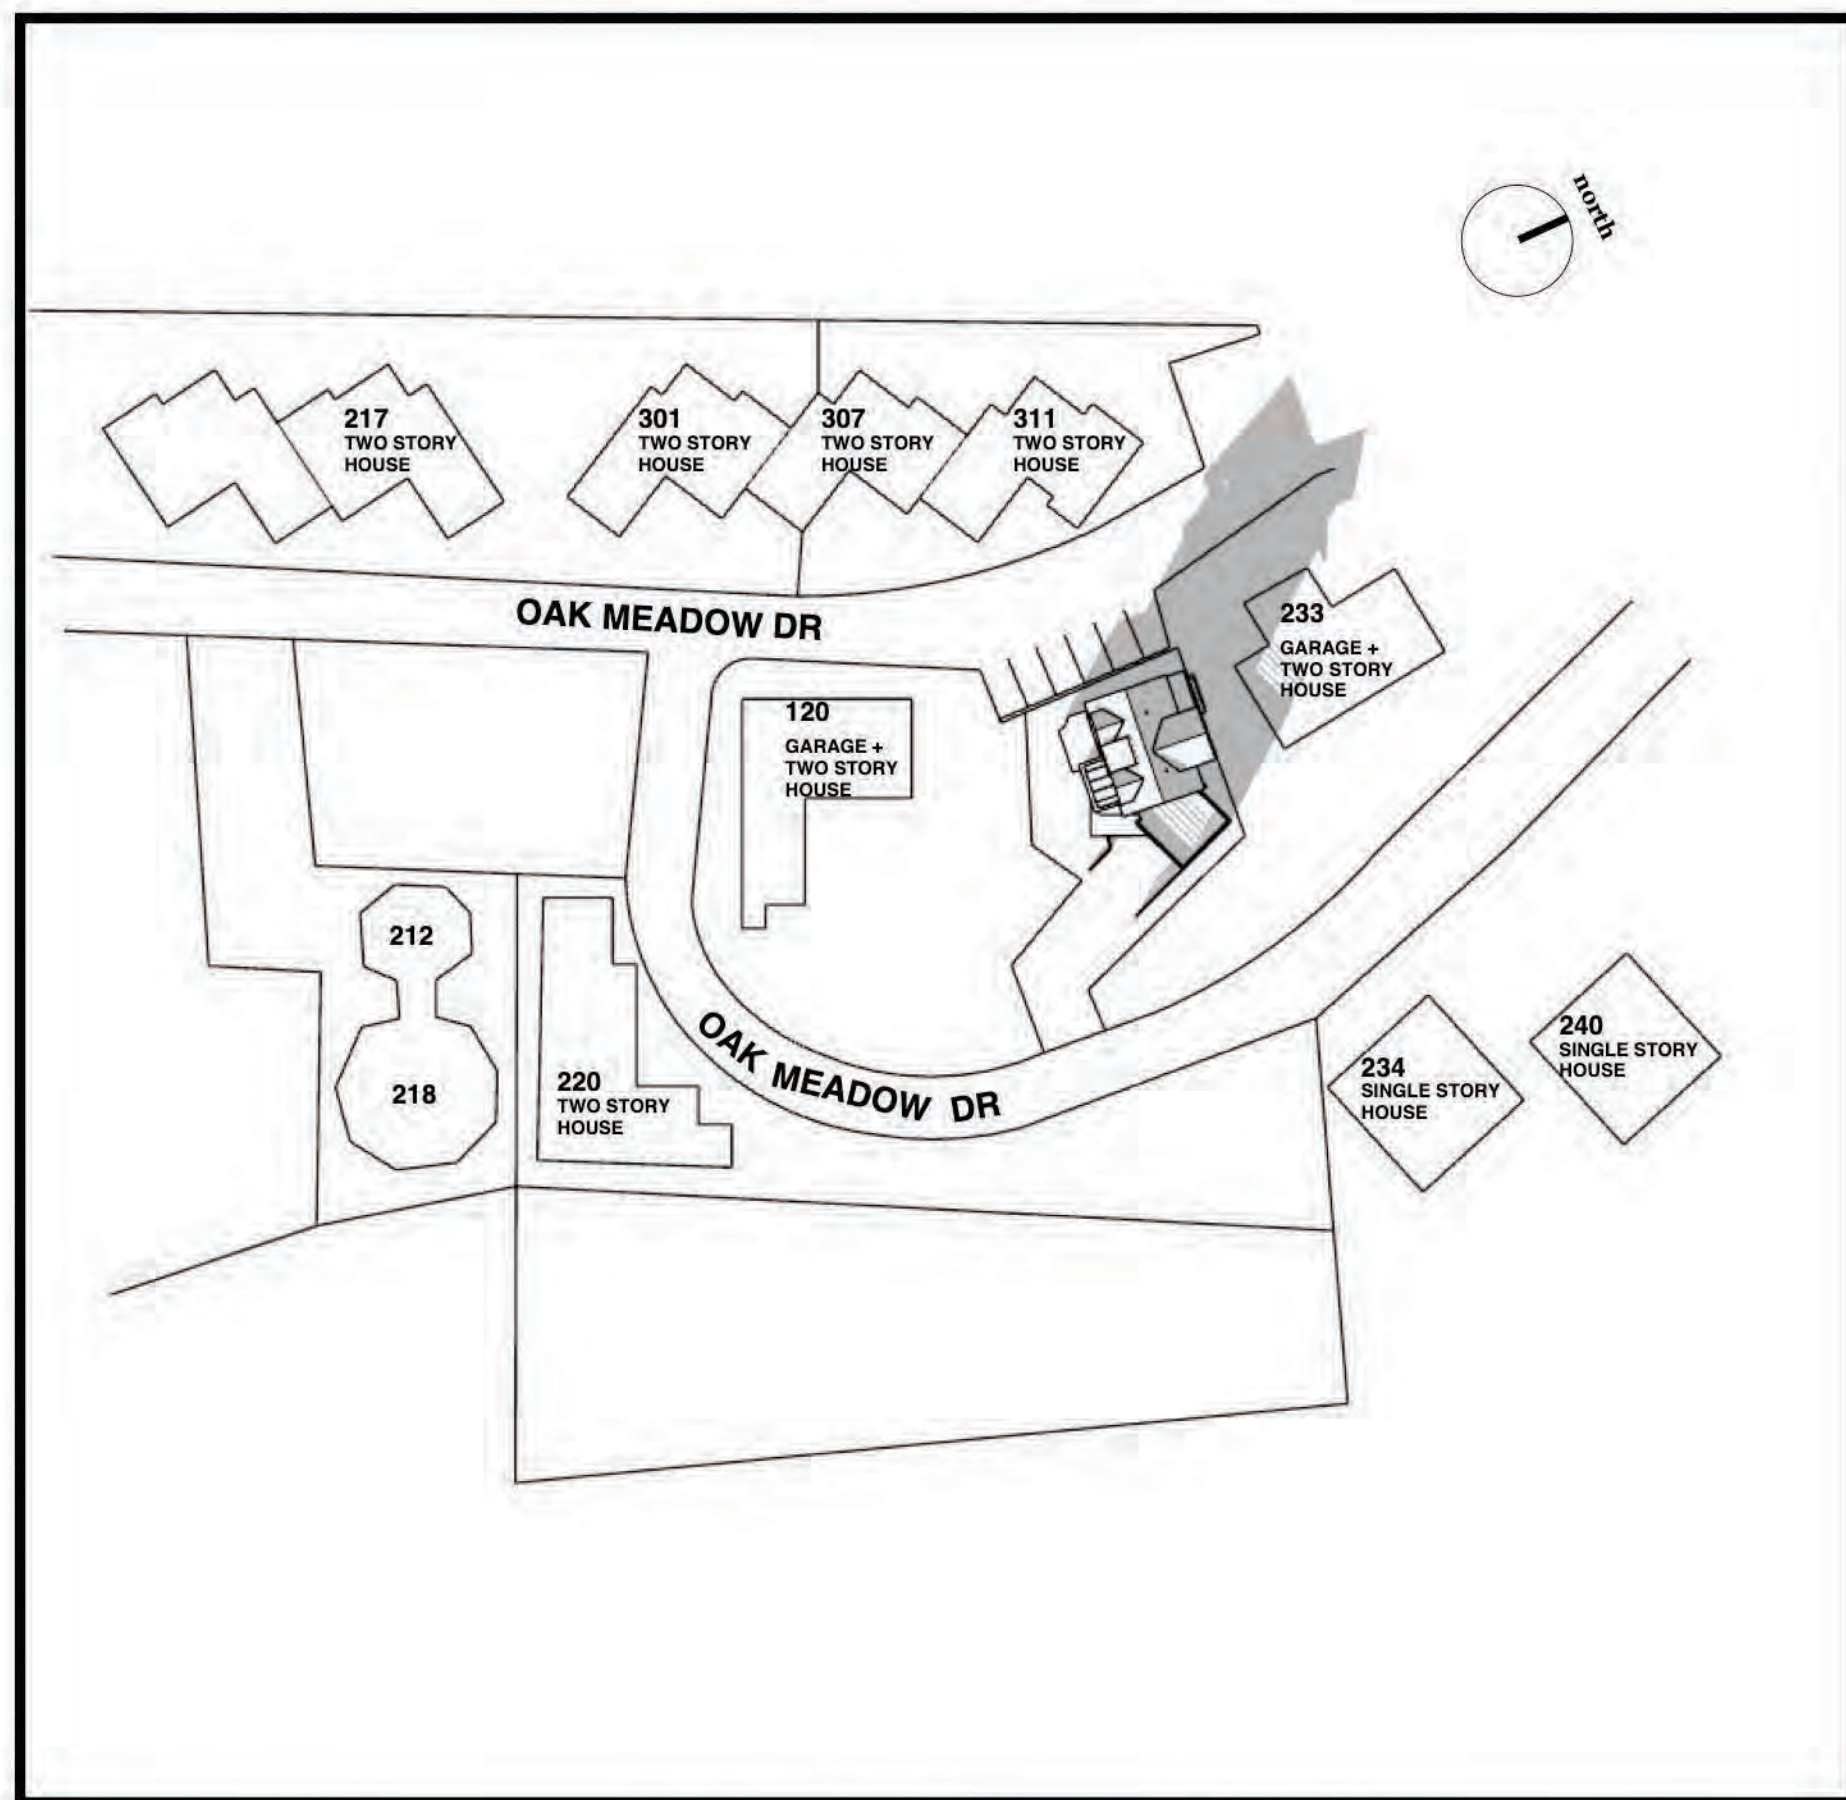 north
217
TWO STORY
HOUSE
301
TWO STORY
HOUSE
307
TWO STORY
HOUSE
311
TWO STORY
HOUSE
OAK MEADOW DR
233
GARAGE +
TWO STORY
HOUSE
120
GARAGE +
TWO STORY
HOUSE
212
218
220
TWO STORY
HOUSE
OAK MEADOW DR
234
SINGLE STORY
HOUSE
240
SINGLE STORY
HOUSE